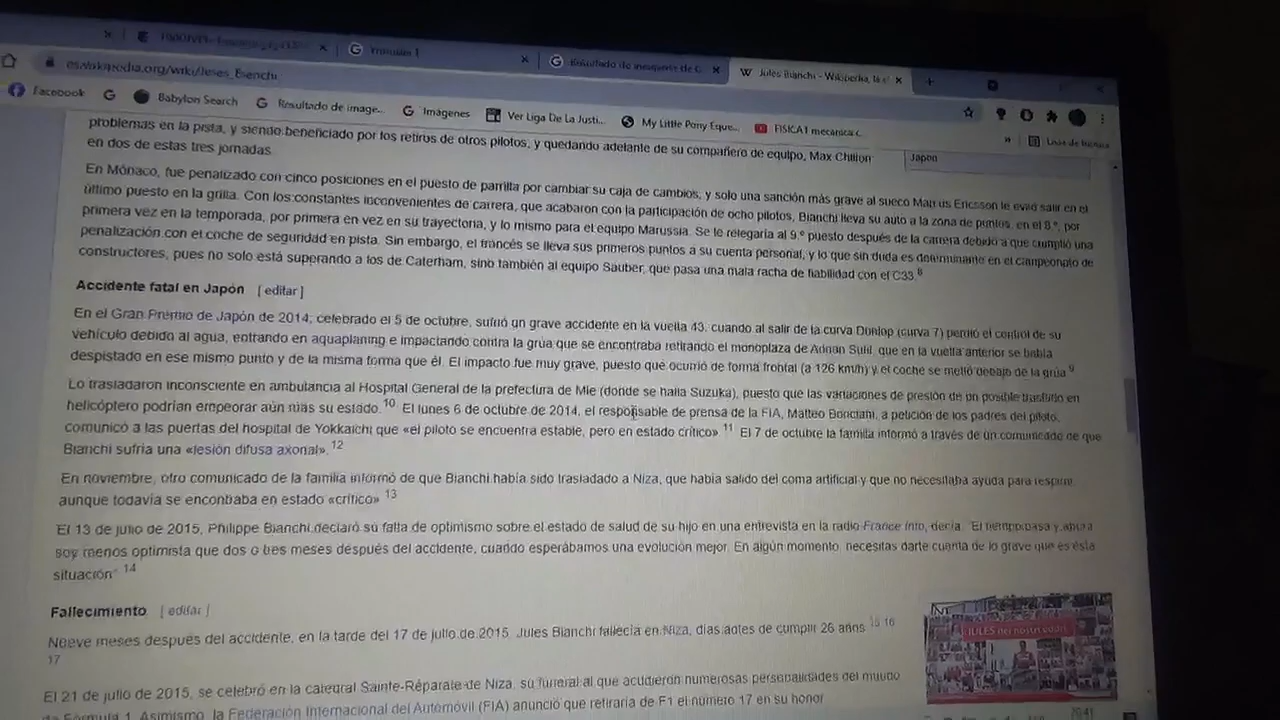 es.wikipedia.org/wiki/Jules_Bianchi
Jules Bianchi - Wikipedia, la e
Facebook
Babylon Search
Resultado de image...
Imágenes
Ver Liga De La Justi...
My Little Pony Eque...
FISICA1 mecanica c.
problemas en la pista, y siendo beneficiado por los retiros de otros pilotos, y quedando adelante de su compañero de equipo, Max Chilton
en dos de estas tres jornadas.
Japón
En Mónaco, fue penalizado con cinco posiciones en el puesto de parrilla por cambiar su caja de cambios, y solo una sanción más grave al sueco Marcus Ericsson le evitó salir en el
último puesto en la grilla. Con los constantes inconvenientes de carrera, que acabaron con la participación de ocho pilotos, Bianchi lleva su auto a la zona de puntos, en el 8.º, por
primera vez en la temporada, por primera en vez en su trayectoria, y lo mismo para el equipo Marussia. Se le relegaría al 9.º puesto después de la carrera debido a que cumplió una
penalización con el coche de seguridad en pista. Sin embargo, el francés se lleva sus primeros puntos a su cuenta personal, y lo que sin duda es determinante en el campeonato de
constructores, pues no solo está superando a los de Caterham, sino también al equipo Sauber, que pasa una mala racha de fiabilidad con el C33.8
Accidente fatal en Japón [ editar ]
En el Gran Premio de Japón de 2014, celebrado el 5 de octubre, sufrió un grave accidente en la vuelta 43, cuando al salir de la curva Dunlop (curva 7) perdió el control de su
vehículo debido al agua, entrando en aquaplaning e impactando contra la grúa que se encontraba retirando el monoplaza de Adrian Sutil, que en la vuelta anterior se había
despistado en ese mismo punto y de la misma forma que él. El impacto fue muy grave, puesto que ocurrió de forma frontal (a 126 km/h) y el coche se metió debajo de la grúa 9
Lo trasladaron inconsciente en ambulancia al Hospital General de la prefectura de Mie (donde se halla Suzuka), puesto que las variaciones de presión de un posible traslado en
helicóptero podrían empeorar aún más su estado.10 El lunes 6 de octubre de 2014, el responsable de prensa de la FIA, Matteo Bonciani, a petición de los padres del piloto,
comunicó a las puertas del hospital de Yokkaichi que «el piloto se encuentra estable, pero en estado crítico».11 El 7 de octubre la familia informó a través de un comunicado de que
Bianchi sufría una «lesión difusa axonal».12
En noviembre, otro comunicado de la familia informó de que Bianchi había sido trasladado a Niza, que había salido del coma artificial y que no necesitaba ayuda para respirar,
aunque todavía se encontraba en estado «crítico» 13
El 13 de julio de 2015, Philippe Bianchi declaró su falta de optimismo sobre el estado de salud de su hijo en una entrevista en la radio France Info, decía: "El tiempo pasa y ahora
soy menos optimista que dos o tres meses después del accidente, cuando esperábamos una evolución mejor. En algún momento, necesitas darte cuenta de lo grave que es ésta
situación" 14
Fallecimiento [ editar ]
Nueve meses después del accidente, en la tarde del 17 de julio de 2015, Jules Bianchi fallecía en Niza, días antes de cumplir 26 años 15 16
17
El 21 de julio de 2015, se celebró en la catedral Sainte-Réparate de Niza, su funeral al que acudieron numerosas personalidades del mundo
de Fórmula 1. Asimismo, la Federación Internacional del Automóvil (FIA) anunció que retiraría de F1 el número 17 en su honor
20:41